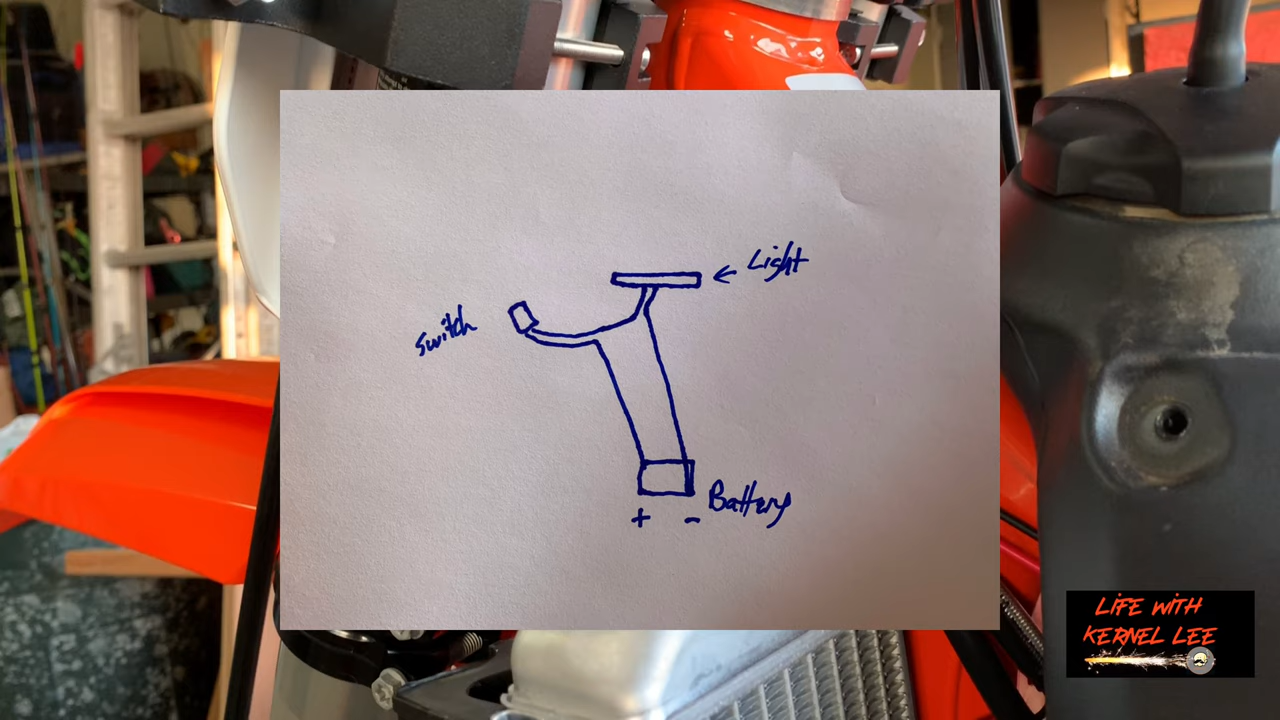 ← Light
Switch
Battery
+ -
LIFE WITH
KERNEL LEE